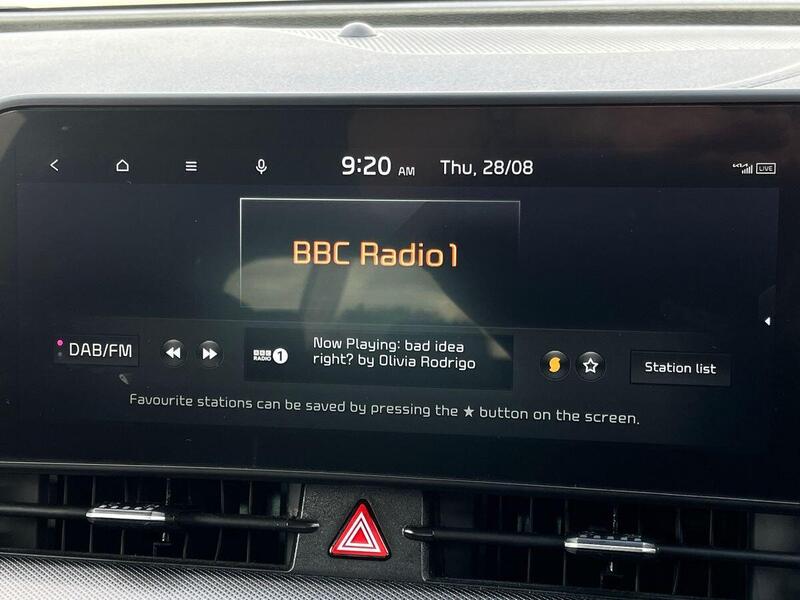 9:20 AM Thu, 28/08
KIA LIVE
BBC Radio 1
DAB/FM
BBC RADIO 1
Now Playing: bad idea
right? by Olivia Rodrigo
Station list
Favourite stations can be saved by pressing the ★ button on the screen.